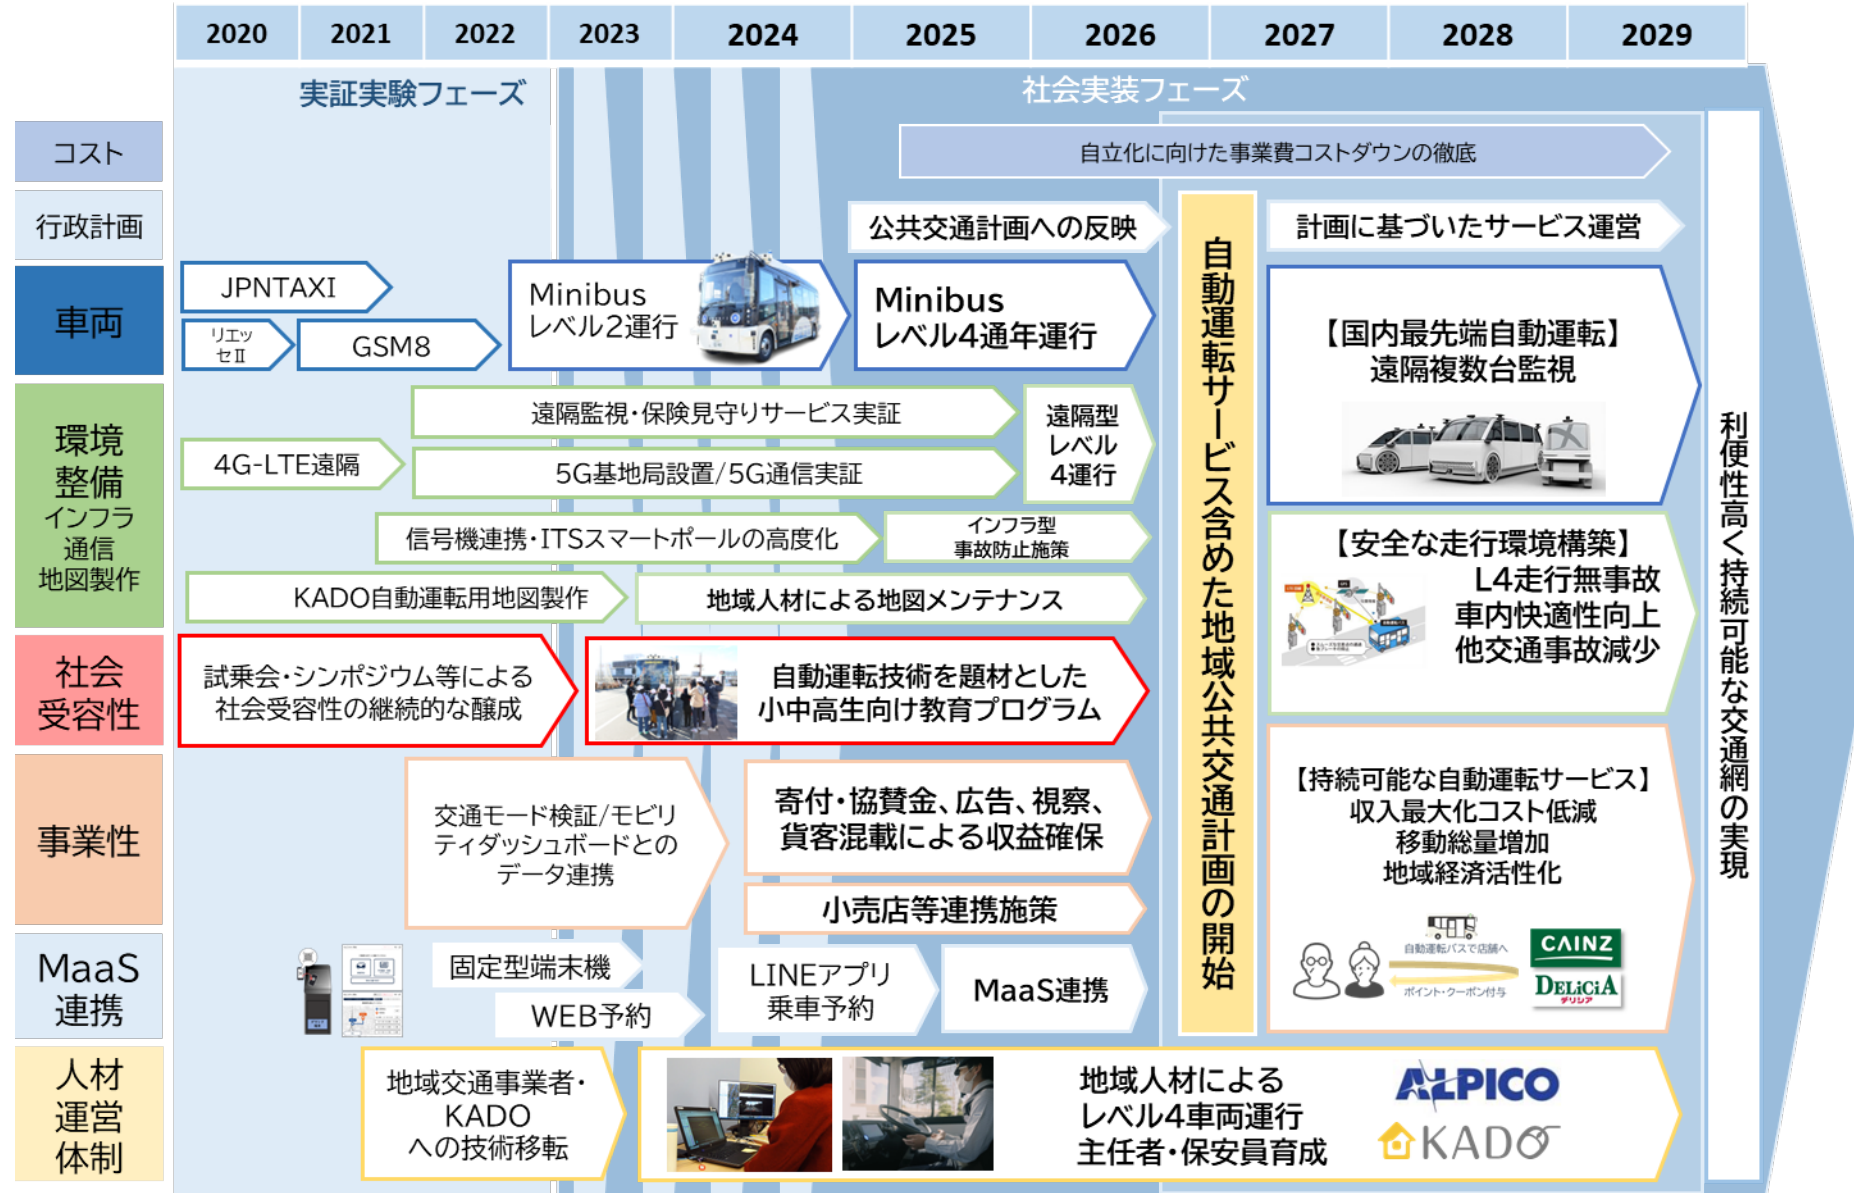 2020
2021
2022
2023
2024
2025
2026
2027
2028
2029
実証実験フェーズ
社会実装フェーズ
コスト
自立化に向けた事業費コストダウンの徹底
行政計画
公共交通計画への反映
計画に基づいたサービス運営
自動運転サービス含めた地域公共交通計画の開始
利便性高く持続可能な交通網の実現
車両
JPNTAXI
リエッ
セⅡ
GSM8
Minibus
レベル2運行
Minibus
レベル4通年運行
【国内最先端自動運転】
遠隔複数台監視
環境
整備
インフラ
通信
地図製作
遠隔監視・保険見守りサービス実証
4G-LTE遠隔
5G基地局設置/5G通信実証
遠隔型
レベル
4運行
信号機連携・ITSスマートポールの高度化
インフラ型
事故防止施策
KADO自動運転用地図製作
地域人材による地図メンテナンス
【安全な走行環境構築】
L4走行無事故
車内快適性向上
他交通事故減少
社会
受容性
試乗会・シンポジウム等による
社会受容性の継続的な醸成
自動運転技術を題材とした
小中高生向け教育プログラム
事業性
交通モード検証/モビリ
ティダッシュボードとの
データ連携
寄付・協賛金、広告、視察、
貨客混載による収益確保
小売店等連携施策
【持続可能な自動運転サービス】
収入最大化コスト低減
移動総量増加
地域経済活性化
自動運転バスで店舗へ
ポイント・クーポン付与
CAINZ
DELiCiA
デリシア
MaaS
連携
固定型端末機
WEB予約
LINEアプリ
乗車予約
MaaS連携
人材
運営
体制
地域交通事業者・
KADO
への技術移転
地域人材による
レベル4車両運行
主任者・保安員育成
ALPICO
KADO